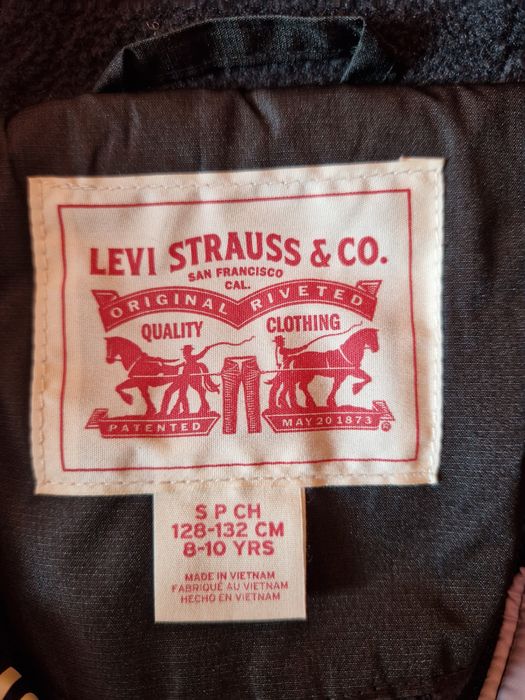 LEVI STRAUSS & CO.
SAN FRANCISCO
CAL.
ORIGINAL RIVETED
QUALITY CLOTHING
PATENTED MAY 20 1873 ®
S P CH
128-132 CM
8-10 YRS
MADE IN VIETNAM
FABRIQUÉ AU VIETNAM
HECHO EN VIETNAM